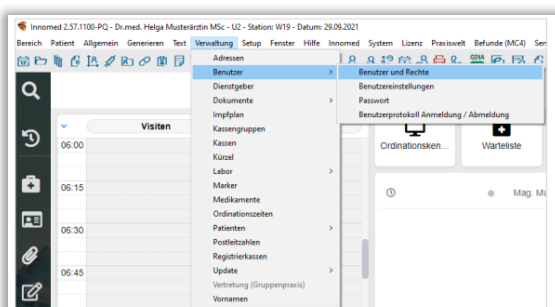 Innomed 2.57.1100-PQ - Dr.med. Helga Musterärztin MSc - U2 - Station: W19 - Datum: 29.09.2021
Bereich Patient Allgemein Generieren Text Verwaltung Setup Fenster Hilfe Innomed System Lizenz Praxiswelt Befunde (MC4)
Adressen
GINA
Benutzer
Benutzer und Rechte
Dienstgeber
Benutzereinstellungen
Dokumente
Passwort
Impfplan
Benutzerprotokoll Anmeldung / Abmeldung
Kassengruppen
Visiten
Kassen
06:00
Ordinationsken...
Warteliste
Kürzel
Labor
06:15
Marker
Mag. Mu
Medikamente
Ordinationszeiten
06:30
Patienten
Postleitzahlen
Registrierkassen
06:45
Update
Vertretung (Gruppenpraxis)
Vornamen